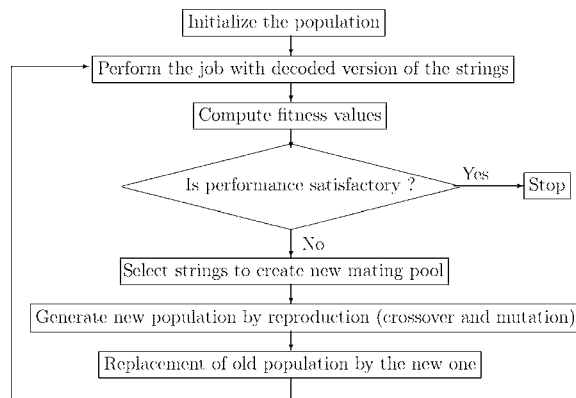 Initialize the population
Perform the job with decoded version of the strings
Compute fitness values
Is performance satisfactory ?
Yes
Stop
No
Select strings to create new mating pool
Generate new population by reproduction (crossover and mutation)
Replacement of old population by the new one